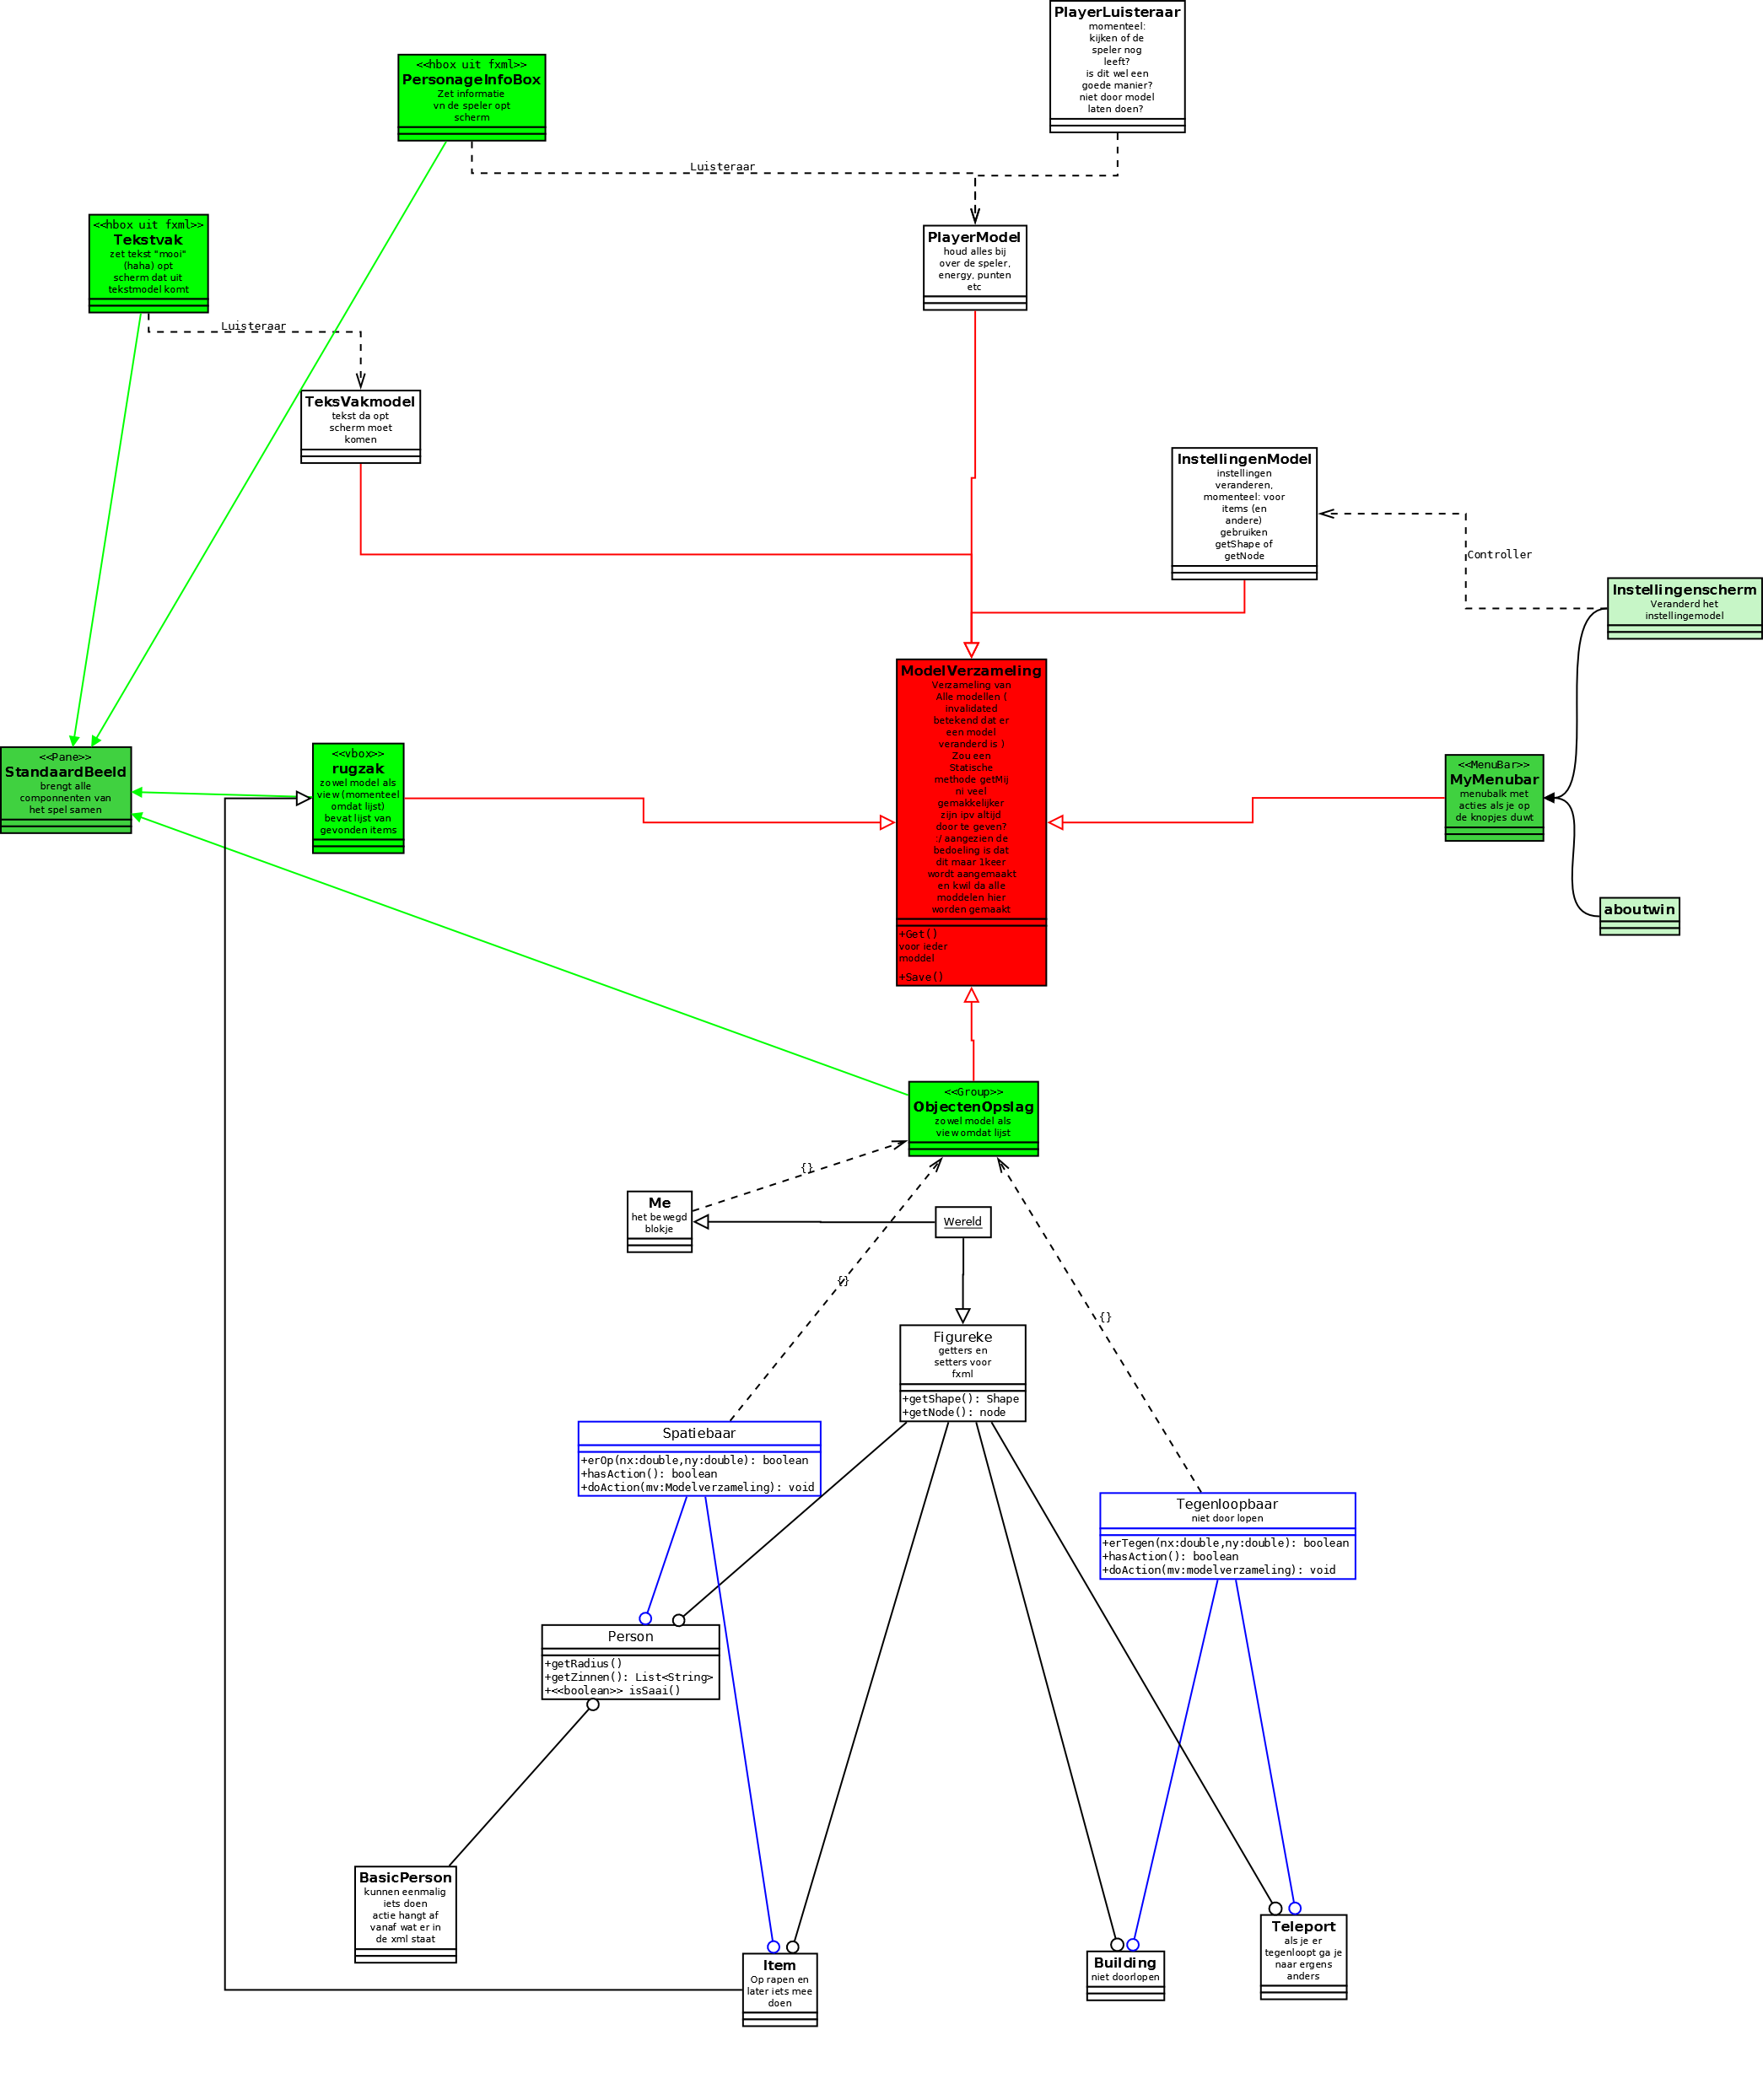 PlayerLuisteraar
momenteel:
kijken of de
speler nog
leeft?
is dit wel een
goede manier?
niet door model
laten doen?
<<hbox uit fxml>>
PersonageInfoBox
Zet informatie
vn de speler opt
scherm
Luisteraar
<<hbox uit fxml>>
Tekstvak
zet tekst "mooi"
(haha) opt
scherm dat uit
tekstmodel komt
PlayerModel
houd alles bij
over de speler,
energy, punten
etc
Luisteraar
TeksVakmodel
tekst da opt
scherm moet
komen
InstellingenModel
instellingen
veranderen,
momenteel: voor
items (en
andere)
gebruiken
getShape of
getNode
Controller
Instellingenscherm
Veranderd het
instellingemodel
ModelVerzameling
Verzameling van
Alle modellen (
invalidated
betekend dat er
een model
veranderd is )
Zou een
Statische
methode getMij
ni veel
gemakkelijker
zijn ipv altijd
door te geven?
:/ aangezien de
bedoeling is dat
dit maar 1keer
wordt aangemaakt
en kwil da alle
moddelen hier
worden gemaakt
+Get()
voor ieder
moddel
+Save()
<<Pane>>
StandaardBeeld
brengt alle
componnenten van
het spel samen
<<vbox>>
rugzak
zowel model als
view (momenteel
omdat lijst)
bevat lijst van
gevonden items
<<MenuBar>>
MyMenubar
menubalk met
acties als je op
de knopjes duwt
aboutwin
<<Group>>
ObjectenOpslag
zowel model als
view omdat lijst
{}
Me
het bewegd
blokje
Wereld
{}
{}
Figureke
getters en
setters voor
fxml
+getShape(): Shape
+getNode(): node
Spatiebaar
+erOp(nx:double,ny:double): boolean
+hasAction(): boolean
+doAction(mv:Modelverzameling): void
Tegenloopbaar
niet door lopen
+erTegen(nx:double,ny:double): boolean
+hasAction(): boolean
+doAction(mv:modelverzameling): void
Person
+getRadius()
+getZinnen(): List<String>
+<<boolean>> isSaai()
BasicPerson
kunnen eenmalig
iets doen
actie hangt af
vanaf wat er in
de xml staat
Item
Op rapen en
later iets mee
doen
Building
niet doorlopen
Teleport
als je er
tegenloopt ga je
naar ergens
anders